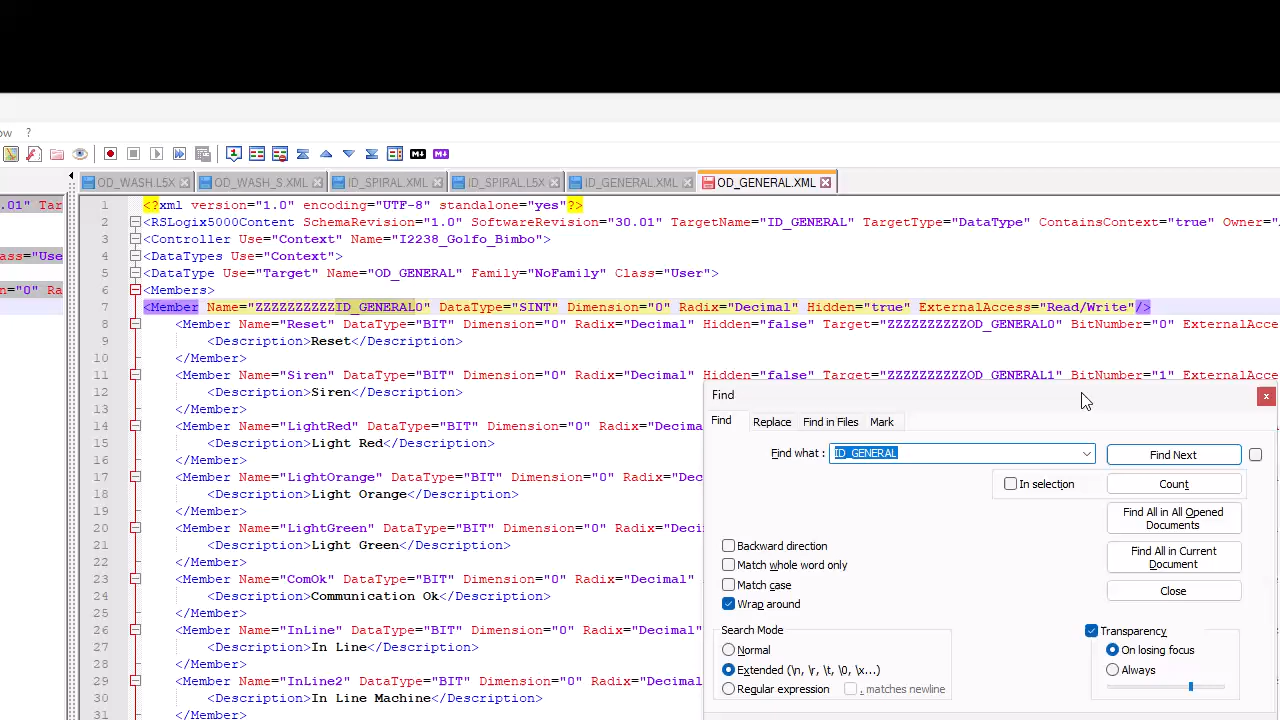 ow ?
OD_WASH.L5X OD_WASH_S.XML ID_SPIRAL.XML ID_SPIRAL.L5X ID_GENERAL.XML OD_GENERAL.XML
.01" Tar
lass="Use
n="0" Ra
1 <?xml version="1.0" encoding="UTF-8" standalone="yes"?>
2 <RSLogix5000Content SchemaRevision="1.0" SoftwareRevision="30.01" TargetName="ID_GENERAL" TargetType="DataType" ContainsContext="true" Owner="
3 <Controller Use="Context" Name="I2238_Golfo_Bimbo">
4 <DataTypes Use="Context">
5 <DataType Use="Target" Name="OD_GENERAL" Family="NoFamily" Class="User">
6 <Members>
7 <Member Name="ZZZZZZZZZZID_GENERAL0" DataType="SINT" Dimension="0" Radix="Decimal" Hidden="true" ExternalAccess="Read/Write"/>
8 <Member Name="Reset" DataType="BIT" Dimension="0" Radix="Decimal" Hidden="false" Target="ZZZZZZZZZZOD_GENERAL0" BitNumber="0" ExternalAcce
9 <Description>Reset</Description>
10 </Member>
11 <Member Name="Siren" DataType="BIT" Dimension="0" Radix="Decimal" Hidden="false" Target="ZZZZZZZZZZOD_GENERAL1" BitNumber="1" ExternalAcce
12 <Description>Siren</Description>
13 </Member>
14 <Member Name="LightRed" DataType="BIT" Dimension="0" Radix="Decima
15 <Description>Light Red</Description>
16 </Member>
17 <Member Name="LightOrange" DataType="BIT" Dimension="0" Radix="Dec
18 <Description>Light Orange</Description>
19 </Member>
20 <Member Name="LightGreen" DataType="BIT" Dimension="0" Radix="Deci
21 <Description>Light Green</Description>
22 </Member>
23 <Member Name="ComOk" DataType="BIT" Dimension="0" Radix="Decimal"
24 <Description>Communication Ok</Description>
25 </Member>
26 <Member Name="InLine" DataType="BIT" Dimension="0" Radix="Decimal"
27 <Description>In Line</Description>
28 </Member>
29 <Member Name="InLine2" DataType="BIT" Dimension="0" Radix="Decimal
30 <Description>In Line Machine</Description>
31 </Member>
Find
Find Replace Find in Files Mark
Find what : ID_GENERAL Find Next
In selection Count
Find All in All Opened
Documents
Find All in Current
Document
Close
Backward direction
Match whole word only
Match case
Wrap around
Search Mode
Normal
Extended (\n, \r, \t, \0, \x...)
Regular expression . matches newline
Transparency
On losing focus
Always